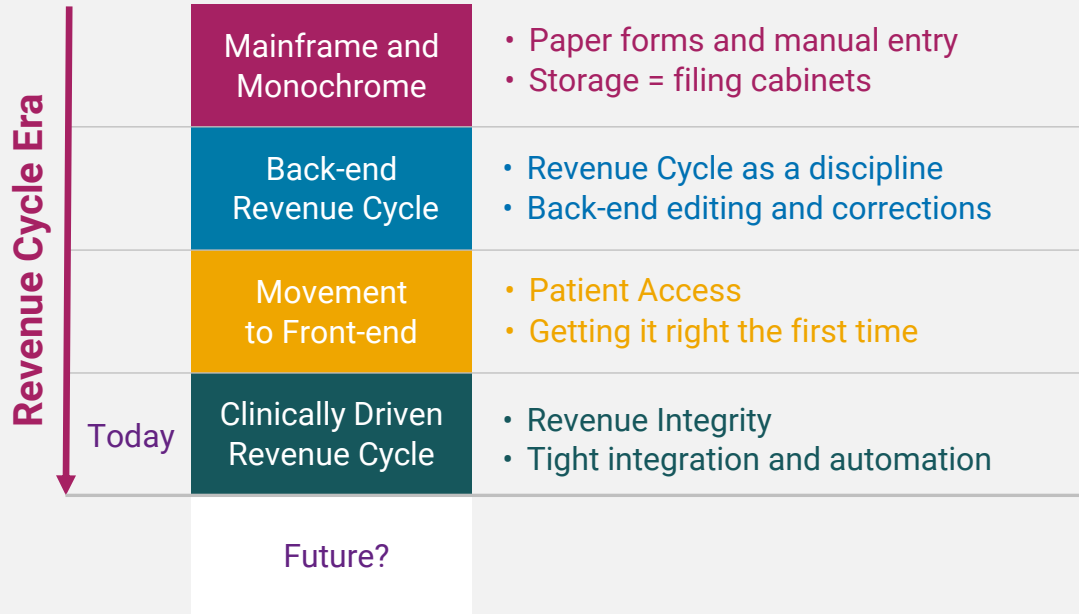 Revenue Cycle Era
Mainframe and
Monochrome
• Paper forms and manual entry
• Storage = filing cabinets
Back-end
Revenue Cycle
• Revenue Cycle as a discipline
• Back-end editing and corrections
Movement
to Front-end
• Patient Access
• Getting it right the first time
Today
Clinically Driven
Revenue Cycle
• Revenue Integrity
• Tight integration and automation
Future?